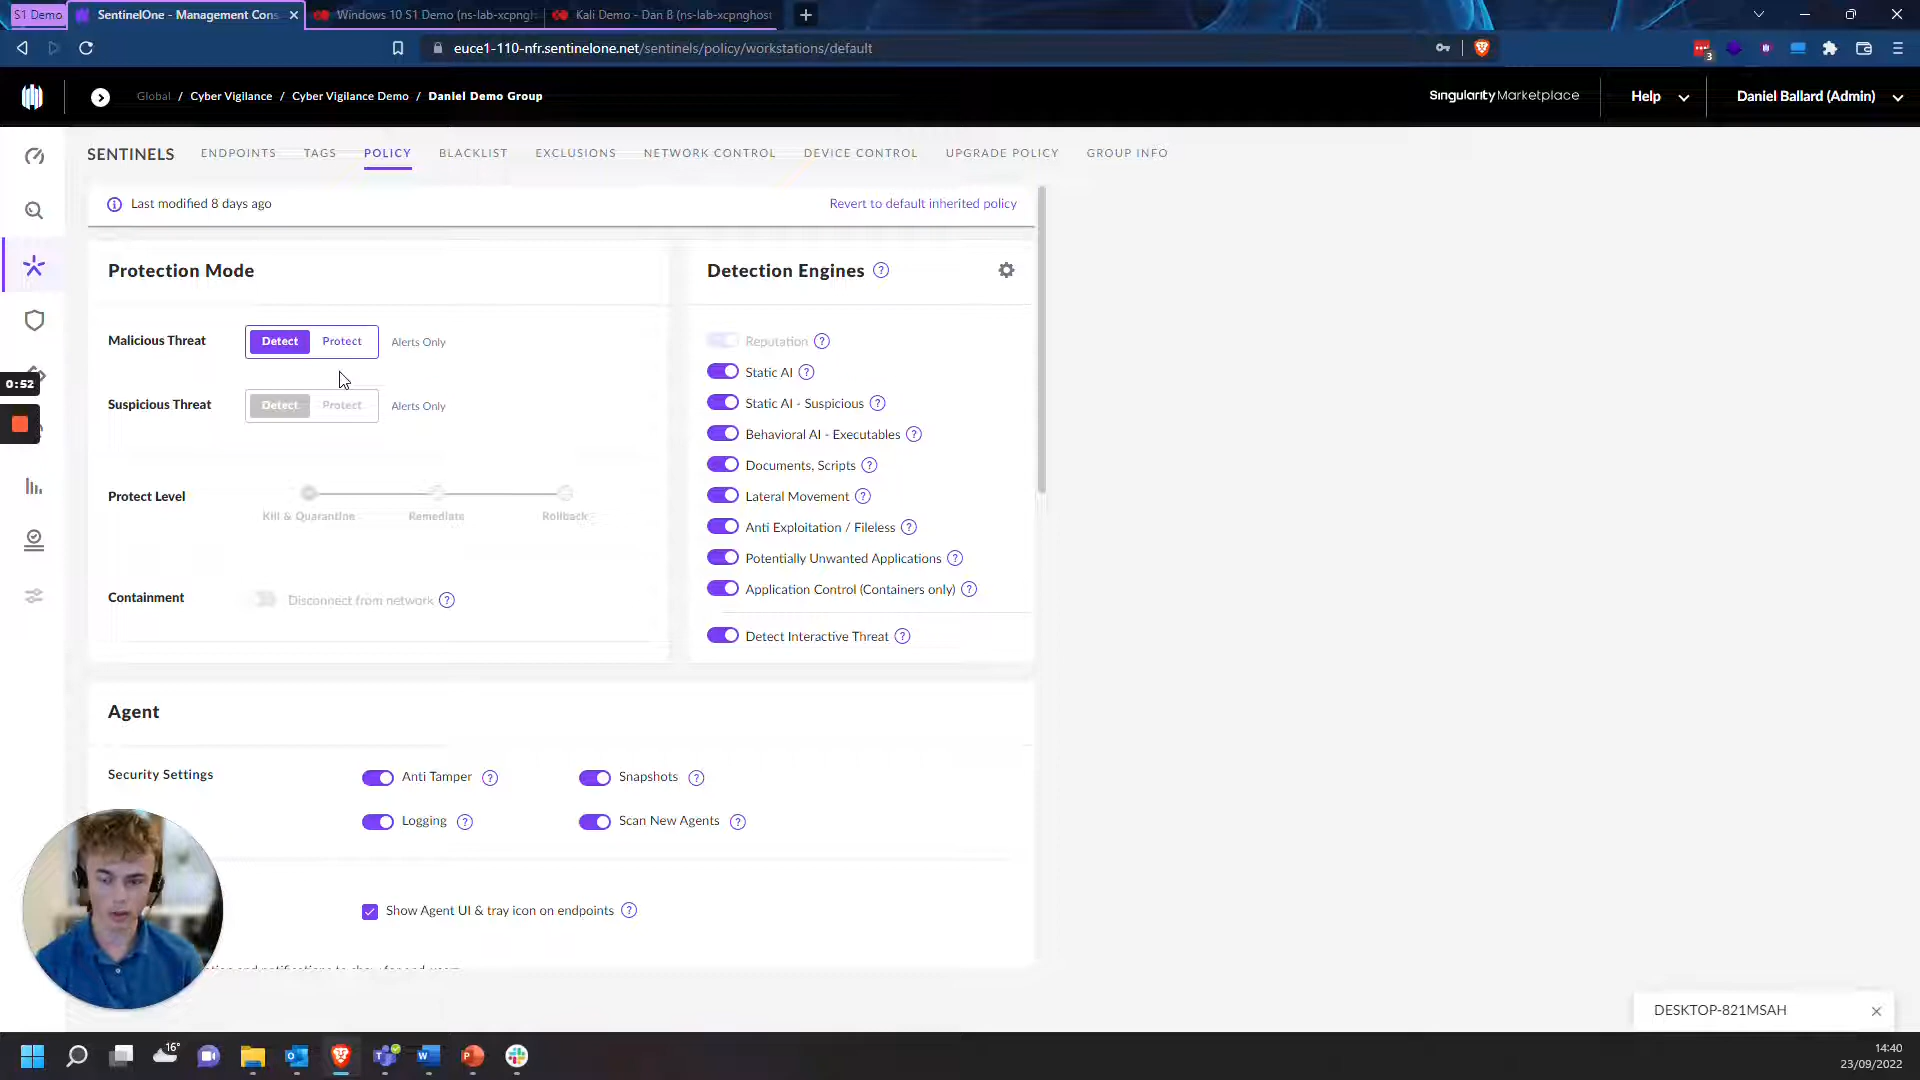 S1 Demo
SentinelOne - Management Cons
Windows 10 S1 Demo (ns-lab-xcpngh
Kali Demo - Dan B (ns-lab-xcpnghost
euce1-110-nfr.sentinelone.net/sentinels/policy/workstations/default
3
Global / Cyber Vigilance / Cyber Vigilance Demo / Daniel Demo Group
Singularity Marketplace
Help
Daniel Ballard (Admin)
SENTINELS
ENDPOINTS
TAGS
POLICY
BLACKLIST
EXCLUSIONS
NETWORK CONTROL
DEVICE CONTROL
UPGRADE POLICY
GROUP INFO
Last modified 8 days ago
Revert to default inherited policy
Protection Mode
Malicious Threat
Detect
Protect
Alerts Only
Suspicious Threat
Detect
Protect
Alerts Only
Protect Level
Kill & Quarantine
Remediate
Rollback
Containment
Disconnect from network
Detection Engines
Reputation
Static AI
Static AI - Suspicious
Behavioral AI - Executables
Documents, Scripts
Lateral Movement
Anti Exploitation / Fileless
Potentially Unwanted Applications
Application Control (Containers only)
Detect Interactive Threat
0:52
Agent
Security Settings
Anti Tamper
Snapshots
Logging
Scan New Agents
Show Agent UI & tray icon on endpoints
DESKTOP-821MSAH
16°
14:40
23/09/2022